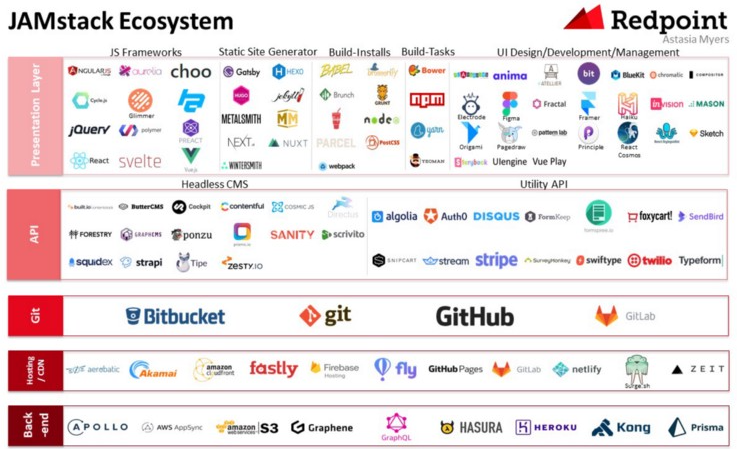 JAMstack Ecosystem
Redpoint
Astasia Myers
JS Frameworks
Static Site Generator
Build-Installs
Build-Tasks
UI Design/Development/Management
Presentation Layer
ANGULARJS aurelia choo
Gatsby HEXO
BABEL browserify
Bower
anima ATELIER bit BlueKit chromatic COMPOSITOR
Cycle.js Glimmer
HUGO jekyll
Brunch GRUNT
npm
Electrode Figma Fractal Framer Haiku INVISION MASON
jQuery polymer PREACT
METALSMITH MM
node
yarn
Origami Pagedraw pattern lab Principle React Cosmos Sketch
React svelte Vue.js
NEXT NUXT
WINTERSMITH
PARCEL PostCSS
webpack
YEOMAN
Storybook UIengine Vue Play
Headless CMS
Utility API
API
built.io ButterCMS Cockpit contentful COSMIC JS Directus
FORESTRY GRAPHCMS ponzu prismic.io SANITY scrivito
squidex strapi Tipe ZESTY.IO
algolia Auth0 DISQUS FormKeep formspree.io foxycart! SendBird
SNIPCART stream stripe SurveyMonkey swiftype twilio Typeform
Git
Bitbucket git GitHub GitLab
Hosting / CDN
aerobatic Akamai amazon cloudfront fastly Firebase Hosting fly GitHub Pages GitLab netlify Surge.sh ZEIT
Back -end
APOLLO AWS AppSync amazon webservices S3 Graphene GraphQL HASURA HEROKU Kong Prisma